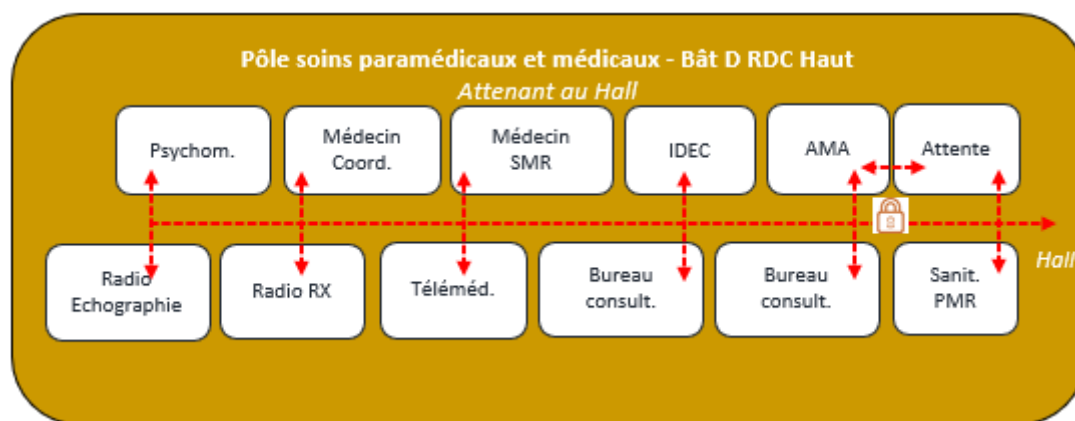 Pôle soins paramédicaux et médicaux - Bât D RDC Haut
Attenant au Hall
Psychom.
Médecin
Coord.
Médecin
SMR
IDEC
AMA
Attente
Hall
Radio
Echographie
Radio RX
Téléméd.
Bureau
consult.
Bureau
consult.
Sanit.
PMR